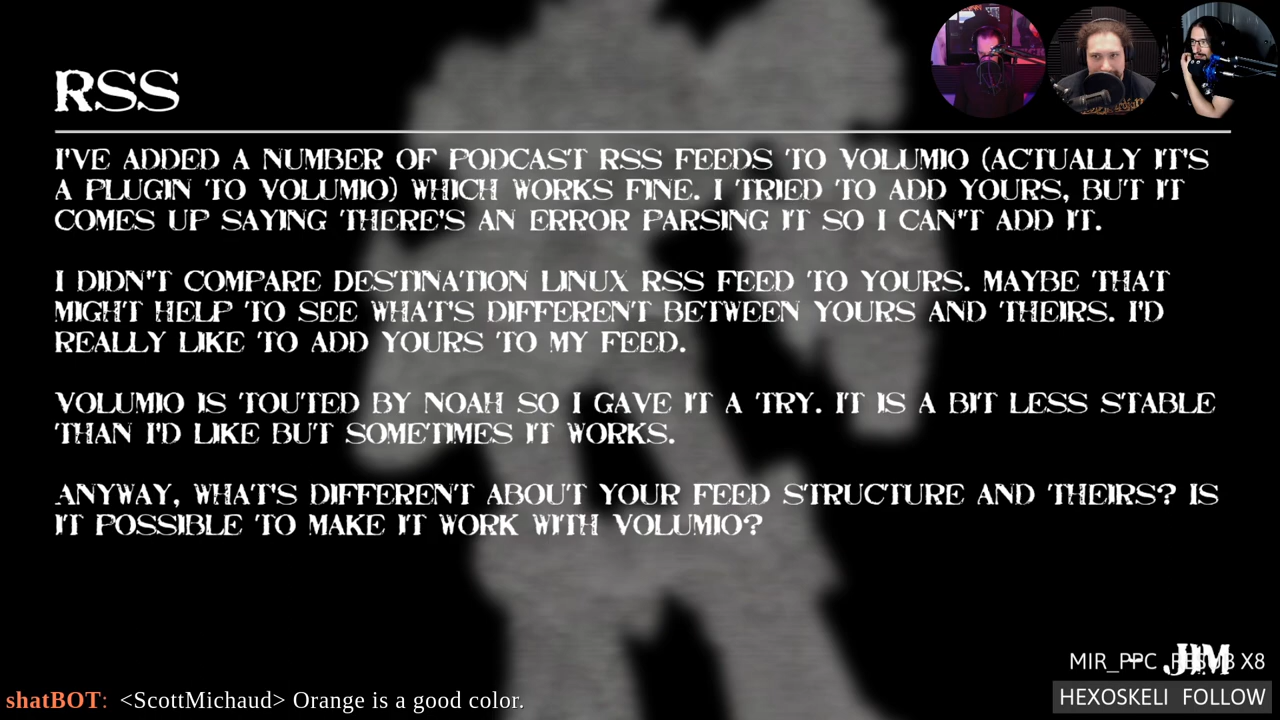 RSS
I'VE ADDED A NUMBER OF PODCAST RSS FEEDS TO VOLUMIO (ACTUALLY IT'S
A PLUGIN TO VOLUMIO) WHICH WORKS FINE. I TRIED TO ADD YOURS, BUT IT
COMES UP SAYING THERE'S AN ERROR PARSING IT SO I CAN'T ADD IT.
I DIDN'T COMPARE DESTINATION LINUX RSS FEED TO YOURS. MAYBE THAT
MIGHT HELP TO SEE WHAT'S DIFFERENT BETWEEN YOURS AND THEIRS. I'D
REALLY LIKE TO ADD YOURS TO MY FEED.
VOLUMIO IS TOUTED BY NOAH SO I GAVE IT A TRY. IT IS A BIT LESS STABLE
THAN I'D LIKE BUT SOMETIMES IT WORKS.
ANYWAY, WHAT'S DIFFERENT ABOUT YOUR FEED STRUCTURE AND THEIRS? IS
IT POSSIBLE TO MAKE IT WORK WITH VOLUMIO?
- JIM
MIR_PPC RESUB X8
HEXOSKELI FOLLOW
shatBOT: <ScottMichaud> Orange is a good color.